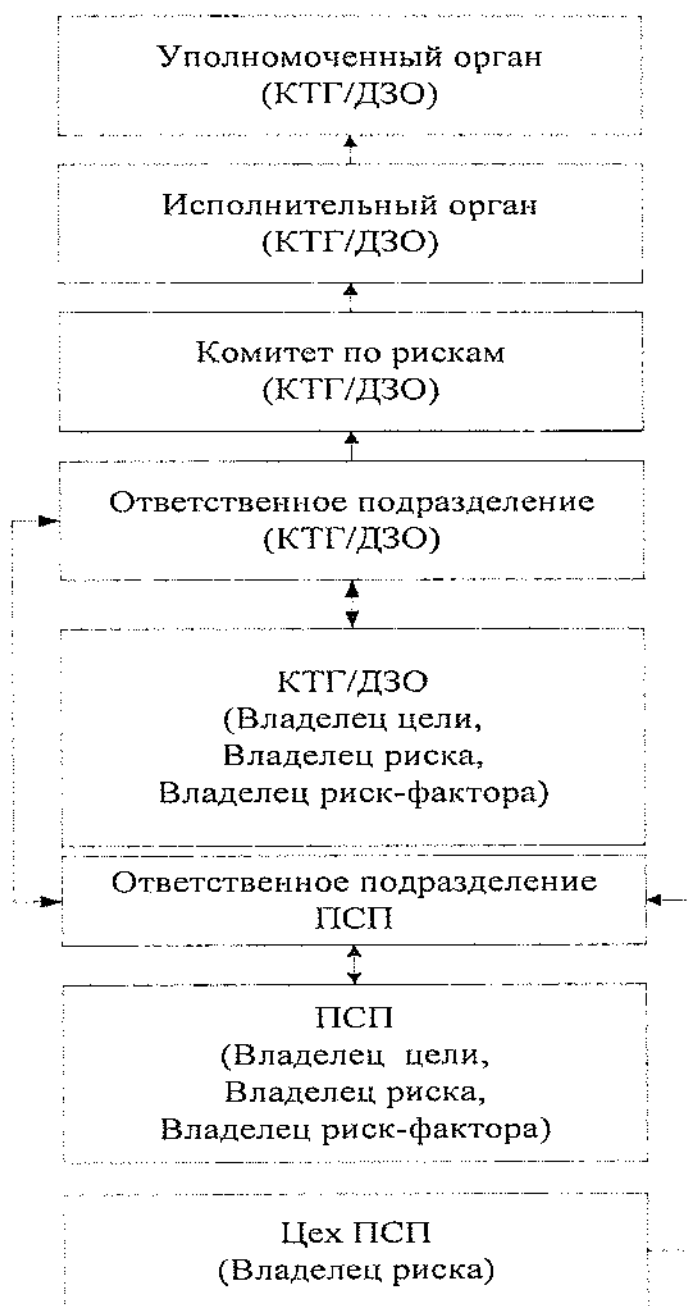 Уполномоченный орган
(КТГ/ДЗО)
Исполнительный орган
(КТГ/ДЗО)
Комитет по рискам
(КТГ/ДЗО)
Ответственное подразделение
(КТГ/ДЗО)
КТГ/ДЗО
(Владелец цели,
Владелец риска,
Владелец риск-фактора)
Ответственное подразделение
ПСП
ПСП
(Владелец цели,
Владелец риска,
Владелец риск-фактора)
Цех ПСП
(Владелец риска)